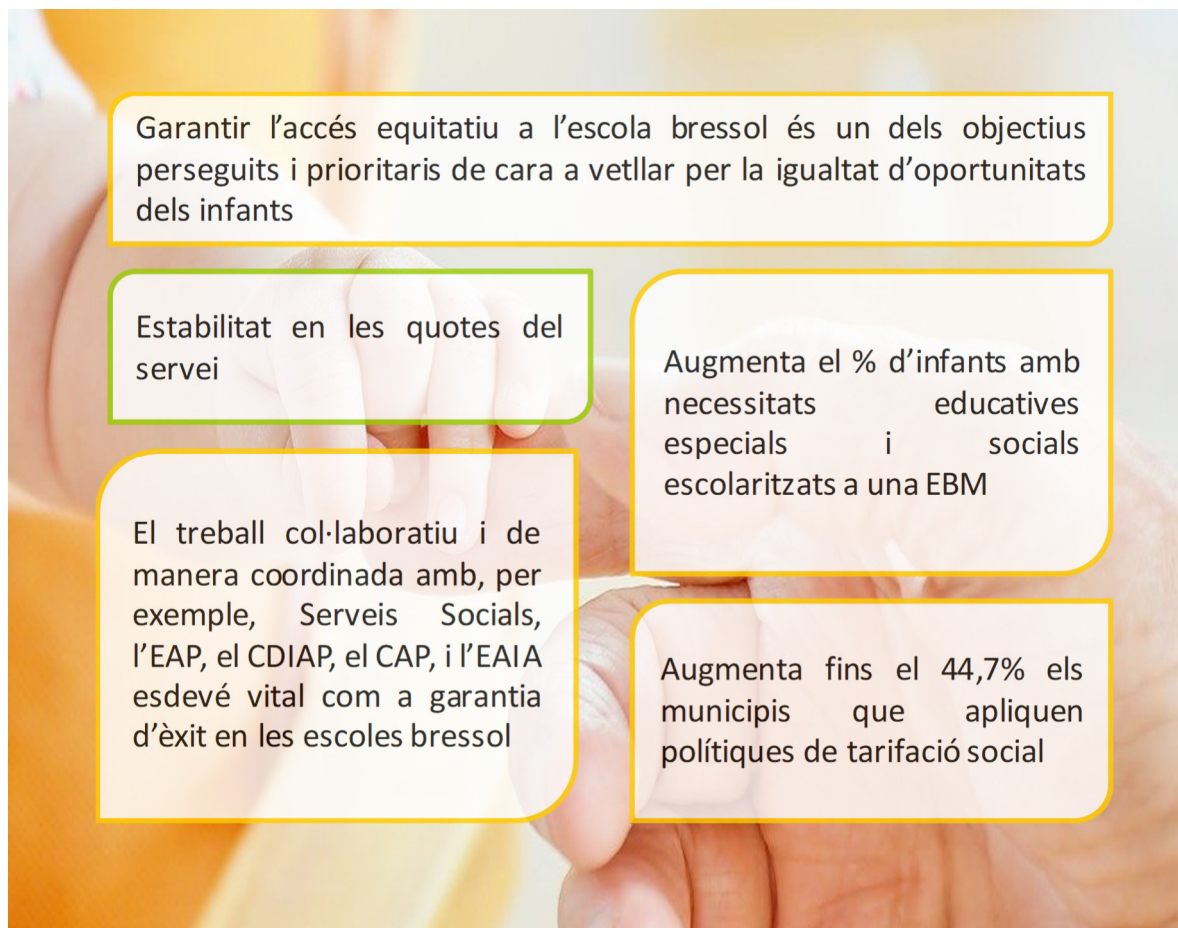 Garantir l’accés equitatiu a l’escola bressol és un dels objectius
perseguits i prioritaris de cara a vetllar per la igualtat d’oportunitats
dels infants
Estabilitat en les quotes del
servei
El treball col·laboratiu i de
manera coordinada amb, per
exemple, Serveis Socials,
l’EAP, el CDIAP, el CAP, i l’EAIA
esdevé vital com a garantia
d’èxit en les escoles bressol
Augmenta el % d’infants amb
necessitats educatives
especials i socials
escolaritzats a una EBM
Augmenta fins el 44,7% els
municipis que apliquen
polítiques de tarifació social